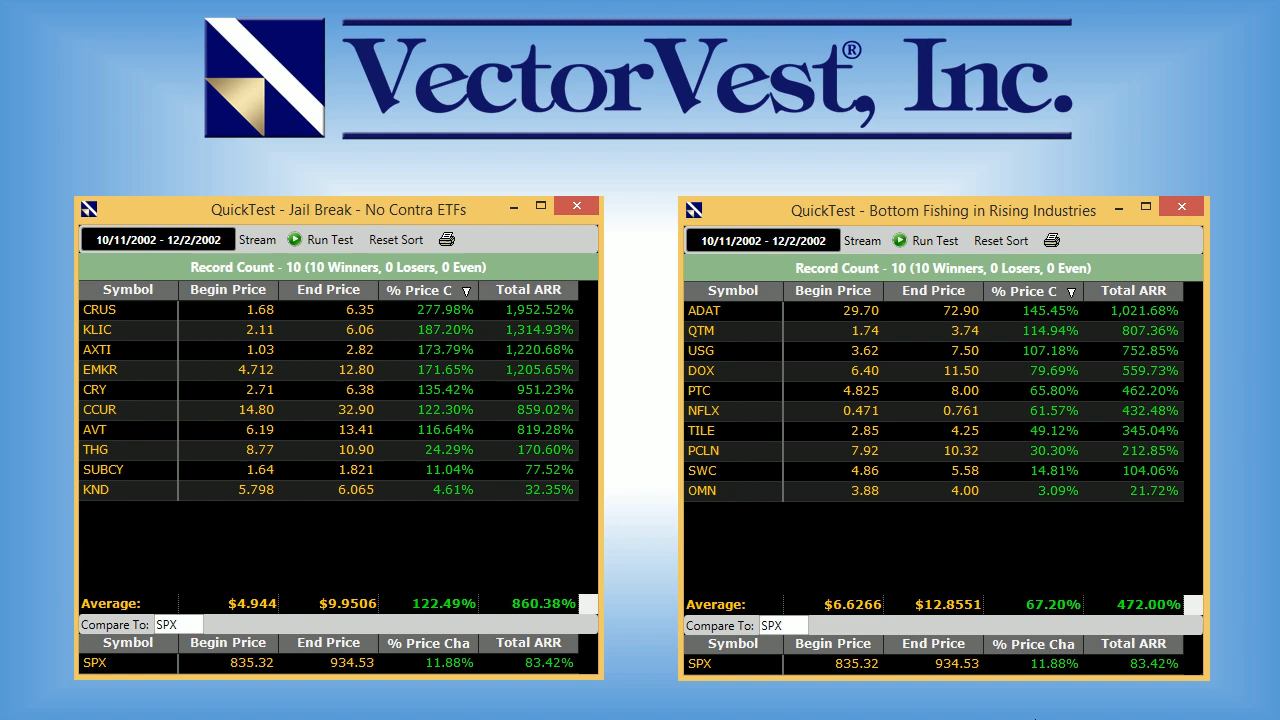 VectorVest®, Inc.
QuickTest - Jail Break - No Contra ETFs
10/11/2002 - 12/2/2002 Stream Run Test Reset Sort
Record Count - 10 (10 Winners, 0 Losers, 0 Even)
Symbol Begin Price End Price % Price C Total ARR
CRUS 1.68 6.35 277.98% 1,952.52%
KLIC 2.11 6.06 187.20% 1,314.93%
AXTI 1.03 2.82 173.79% 1,220.68%
EMKR 4.712 12.80 171.65% 1,205.65%
CRY 2.71 6.38 135.42% 951.23%
CCUR 14.80 32.90 122.30% 859.02%
AVT 6.19 13.41 116.64% 819.28%
THG 8.77 10.90 24.29% 170.60%
SUBCY 1.64 1.821 11.04% 77.52%
KND 5.798 6.065 4.61% 32.35%
Average: $4.944 $9.9506 122.49% 860.38%
Compare To: SPX
Symbol Begin Price End Price % Price Cha Total ARR
SPX 835.32 934.53 11.88% 83.42%
QuickTest - Bottom Fishing in Rising Industries
10/11/2002 - 12/2/2002 Stream Run Test Reset Sort
Record Count - 10 (10 Winners, 0 Losers, 0 Even)
Symbol Begin Price End Price % Price C Total ARR
ADAT 29.70 72.90 145.45% 1,021.68%
QTM 1.74 3.74 114.94% 807.36%
USG 3.62 7.50 107.18% 752.85%
DOX 6.40 11.50 79.69% 559.73%
PTC 4.825 8.00 65.80% 462.20%
NFLX 0.471 0.761 61.57% 432.48%
TILE 2.85 4.25 49.12% 345.04%
PCLN 7.92 10.32 30.30% 212.85%
SWC 4.86 5.58 14.81% 104.06%
OMN 3.88 4.00 3.09% 21.72%
Average: $6.6266 $12.8551 67.20% 472.00%
Compare To: SPX
Symbol Begin Price End Price % Price Cha Total ARR
SPX 835.32 934.53 11.88% 83.42%